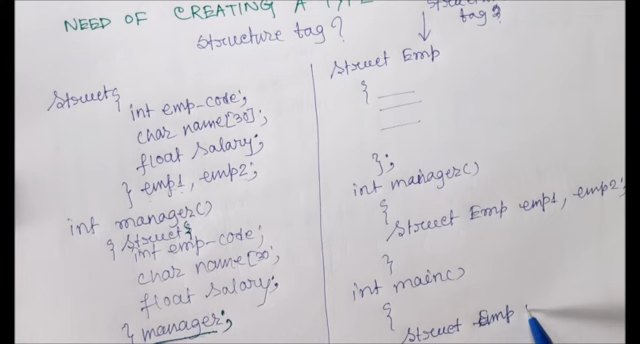 NEED OF CREATING A TYPE
Structure tag?
Struct{
int emp-code;
char name[30];
float salary;
} emp1, emp2;
int manager()
{ struct{
int emp-code;
char name[30;
float salary;
} manager;
tag?
Struct Emp
{
};
int manager()
{
Struct Emp emp1, emp2;
}
int main()
{
Struct Emp